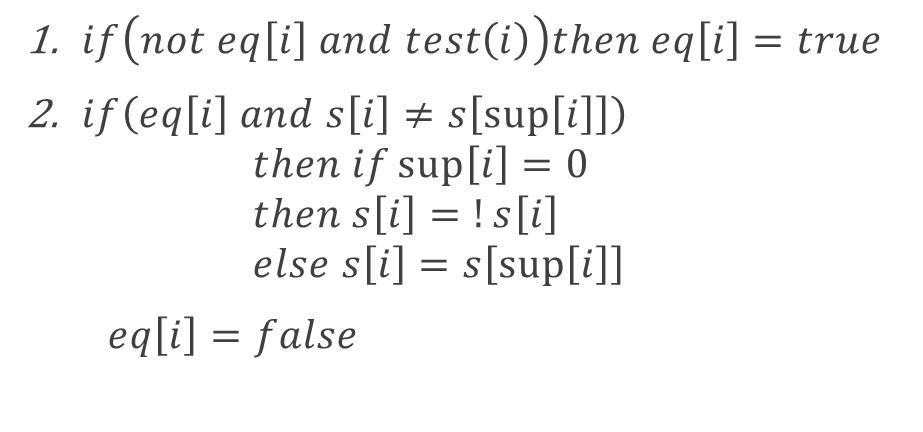 1. if(not eq[i] and test(i))then eq[i] = true
2. if(eq[i] and s[i] ≠ s[sup[i]])
then if sup[i] = 0
then s[i] = ! s[i]
else s[i] = s[sup[i]]
eq[i] = false